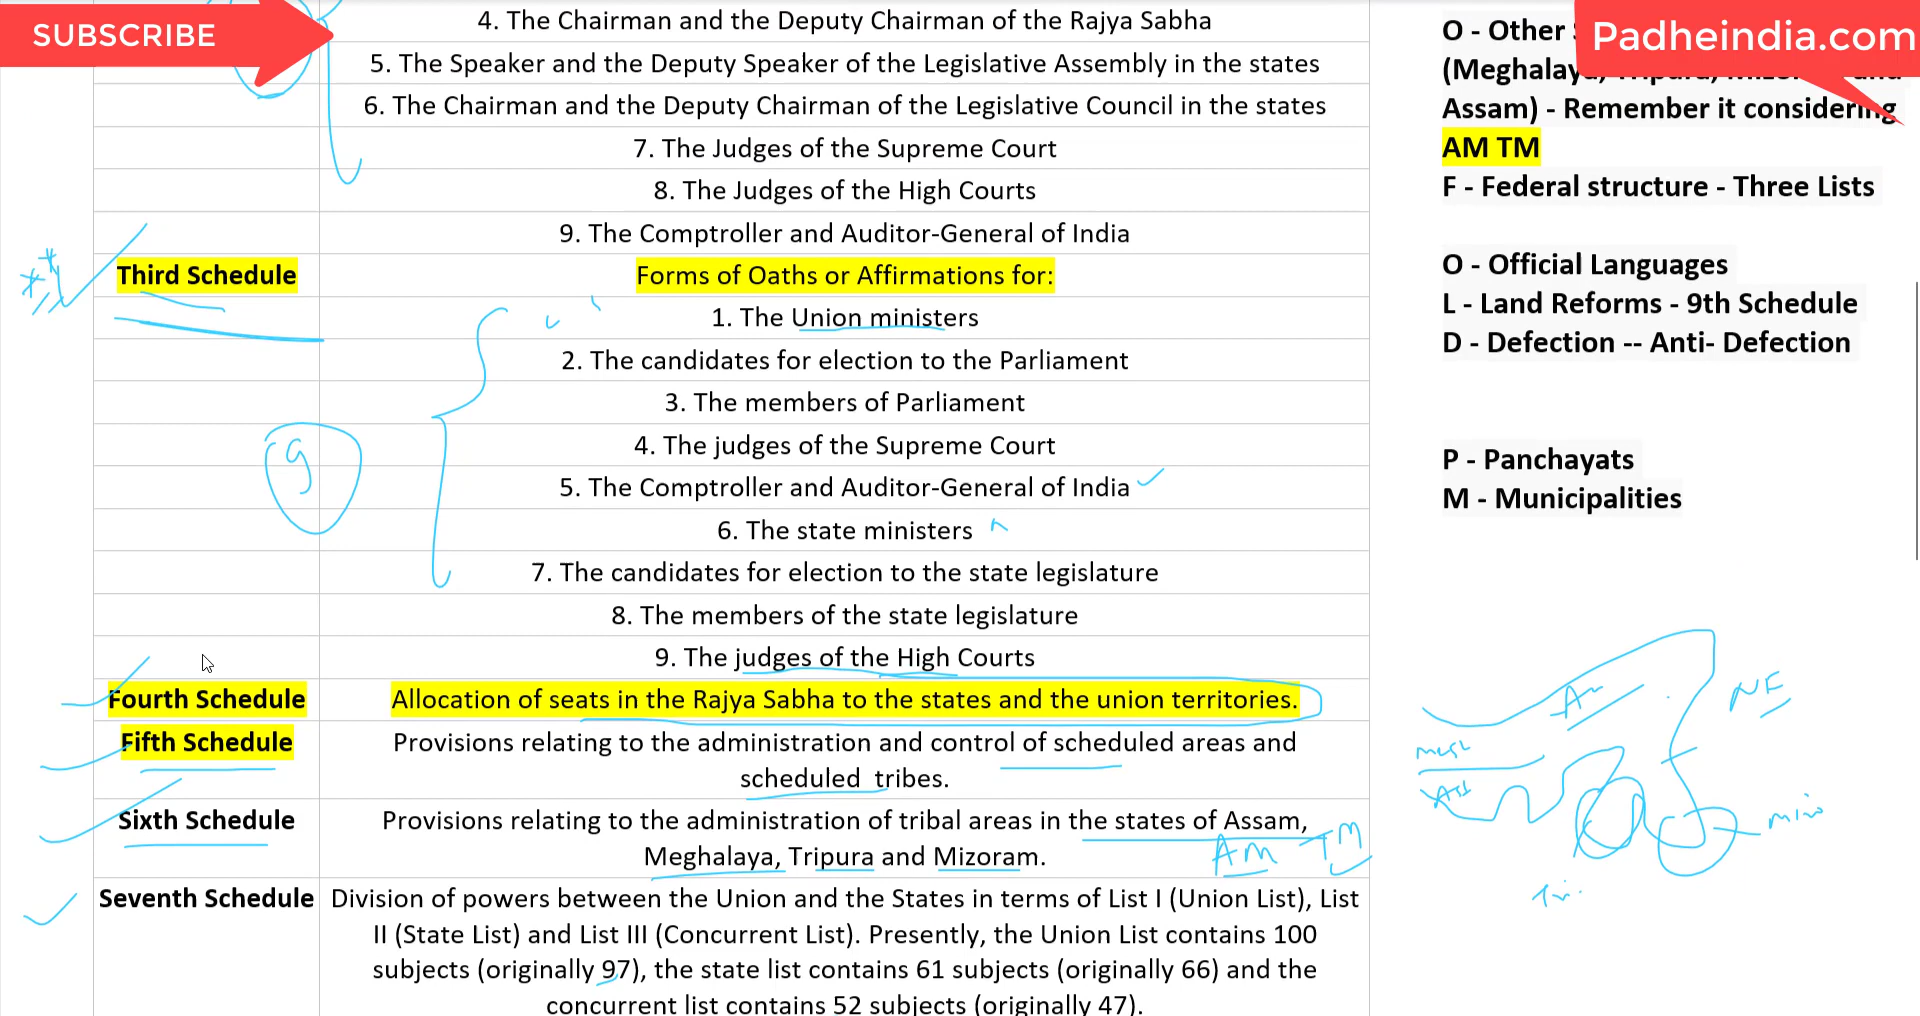 SUBSCRIBE
4. The Chairman and the Deputy Chairman of the Rajya Sabha
5. The Speaker and the Deputy Speaker of the Legislative Assembly in the states
6. The Chairman and the Deputy Chairman of the Legislative Council in the states
7. The Judges of the Supreme Court
8. The Judges of the High Courts
9. The Comptroller and Auditor-General of India
Third Schedule
Forms of Oaths or Affirmations for:
1. The Union ministers
2. The candidates for election to the Parliament
3. The members of Parliament
4. The judges of the Supreme Court
9
5. The Comptroller and Auditor-General of India
6. The state ministers
7. The candidates for election to the state legislature
8. The members of the state legislature
9. The judges of the High Courts
Fourth Schedule
Allocation of seats in the Rajya Sabha to the states and the union territories.
Fifth Schedule
Provisions relating to the administration and control of scheduled areas and
scheduled tribes.
Sixth Schedule
Provisions relating to the administration of tribal areas in the states of Assam,
Meghalaya, Tripura and Mizoram.
AM TM
Seventh Schedule
Division of powers between the Union and the States in terms of List I (Union List), List
II (State List) and List III (Concurrent List). Presently, the Union List contains 100
subjects (originally 97), the state list contains 61 subjects (originally 66) and the
concurrent list contains 52 subjects (originally 47).
Padheindia.com
O - Other
(Meghalaya, Tripura, and
Assam) - Remember it considering
AM TM
F - Federal structure - Three Lists
O - Official Languages
L - Land Reforms - 9th Schedule
D - Defection -- Anti- Defection
P - Panchayats
M - Municipalities
NE